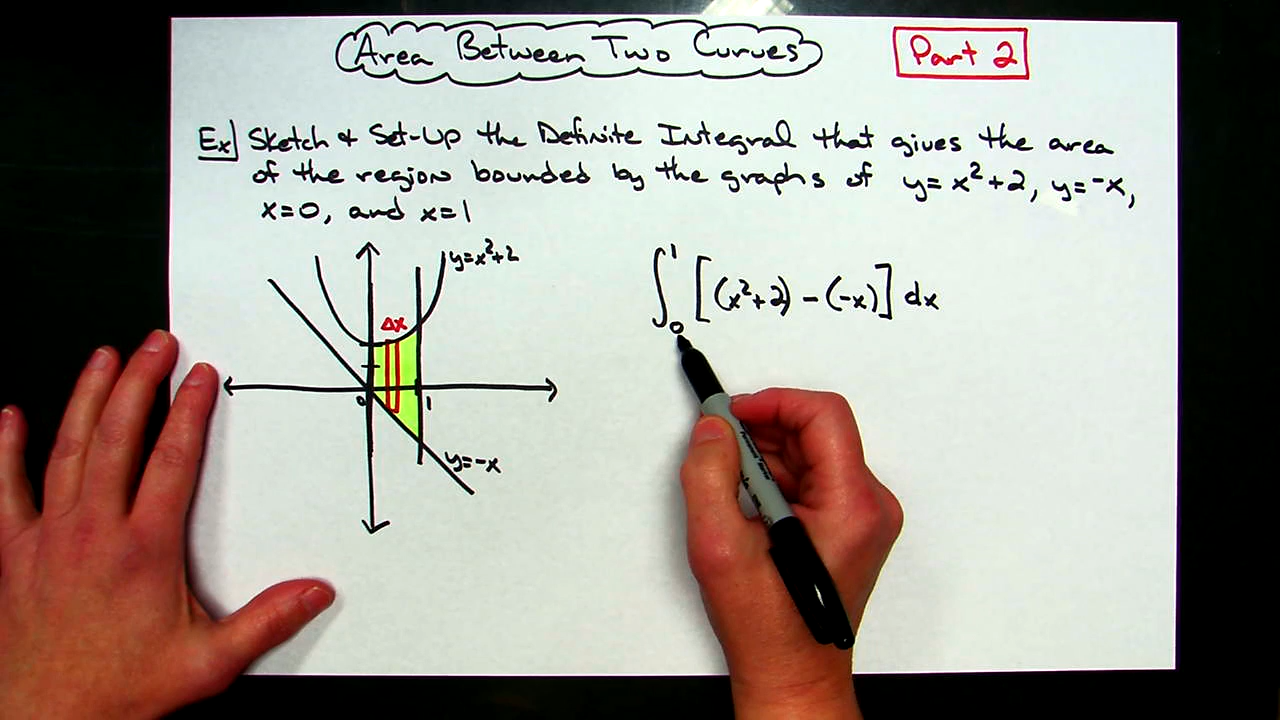 Area Between Two Curves
Part 2
Ex) Sketch & Set-Up the Definite Integral that gives the area
of the region bounded by the graphs of y=x²+2, y=-x,
x=0, and x=1
y=x²+2
∫₀¹ [(x²+2) - (-x)] dx
Δx
0
1
y=-x